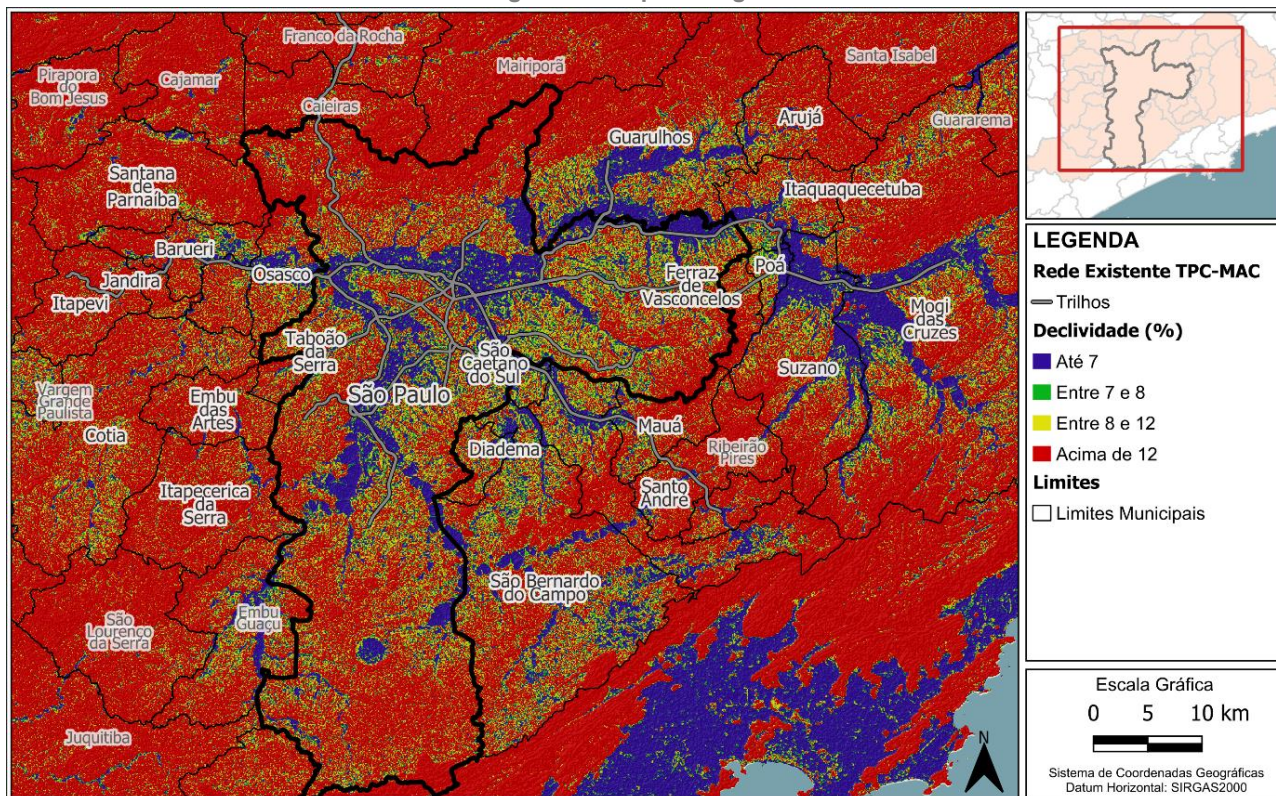 Franco da Rocha
Santa Isabel
Mairiporã
Pirapora
do
Bom Jesus
Cajamar
Caieiras
Arujá
Guararema
Guarulhos
Santana
de
Parnaíba
Itaquaquecetuba
Barueri
Osasco
Jandira
Itapevi
Ferraz
de
Vasconcelos
Poá
Mogi
das
Cruzes
Taboão
da
Serra
São
Caetano
do Sul
Suzano
São Paulo
Vargem
Grande
Paulista
Cotia
Embu
das
Artes
Mauá
Diadema
Ribeirão
Pires
Itapecerica
da
Serra
Santo
André
São Bernardo
do Campo
Embu
Guaçu
São
Lourenço
da Serra
Juquitiba
LEGENDA
Rede Existente TPC-MAC
Trilhos
Declividade (%)
Até 7
Entre 7 e 8
Entre 8 e 12
Acima de 12
Limites
Limites Municipais
Escala Gráfica
0 5 10 km
N
Sistema de Coordenadas Geográficas
Datum Horizontal: SIRGAS2000